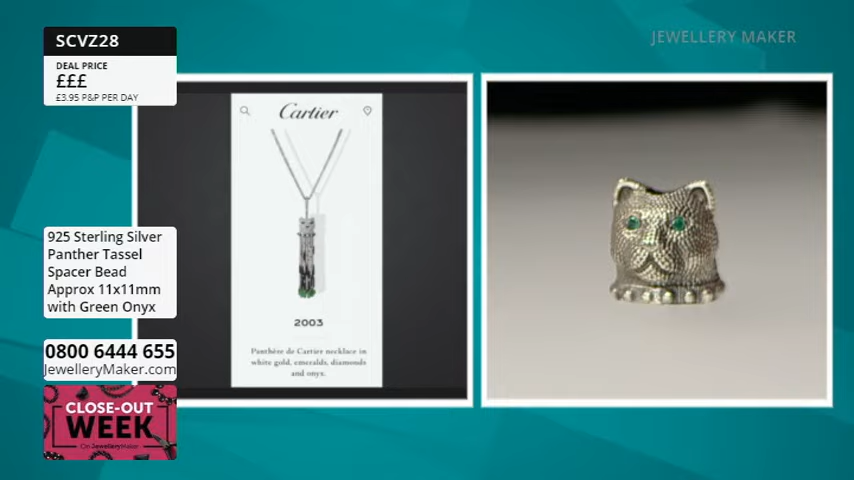 SCVZ28
DEAL PRICE
£££
£3.95 P&P PER DAY
JEWELLERY MAKER
Cartier
2003
Panthère de Cartier necklace in
white gold, emeralds, diamonds
and onyx.
925 Sterling Silver
Panther Tassel
Spacer Bead
Approx 11x11mm
with Green Onyx
0800 6444 655
JewelleryMaker.com
CLOSE-OUT
WEEK
On JewelleryMaker